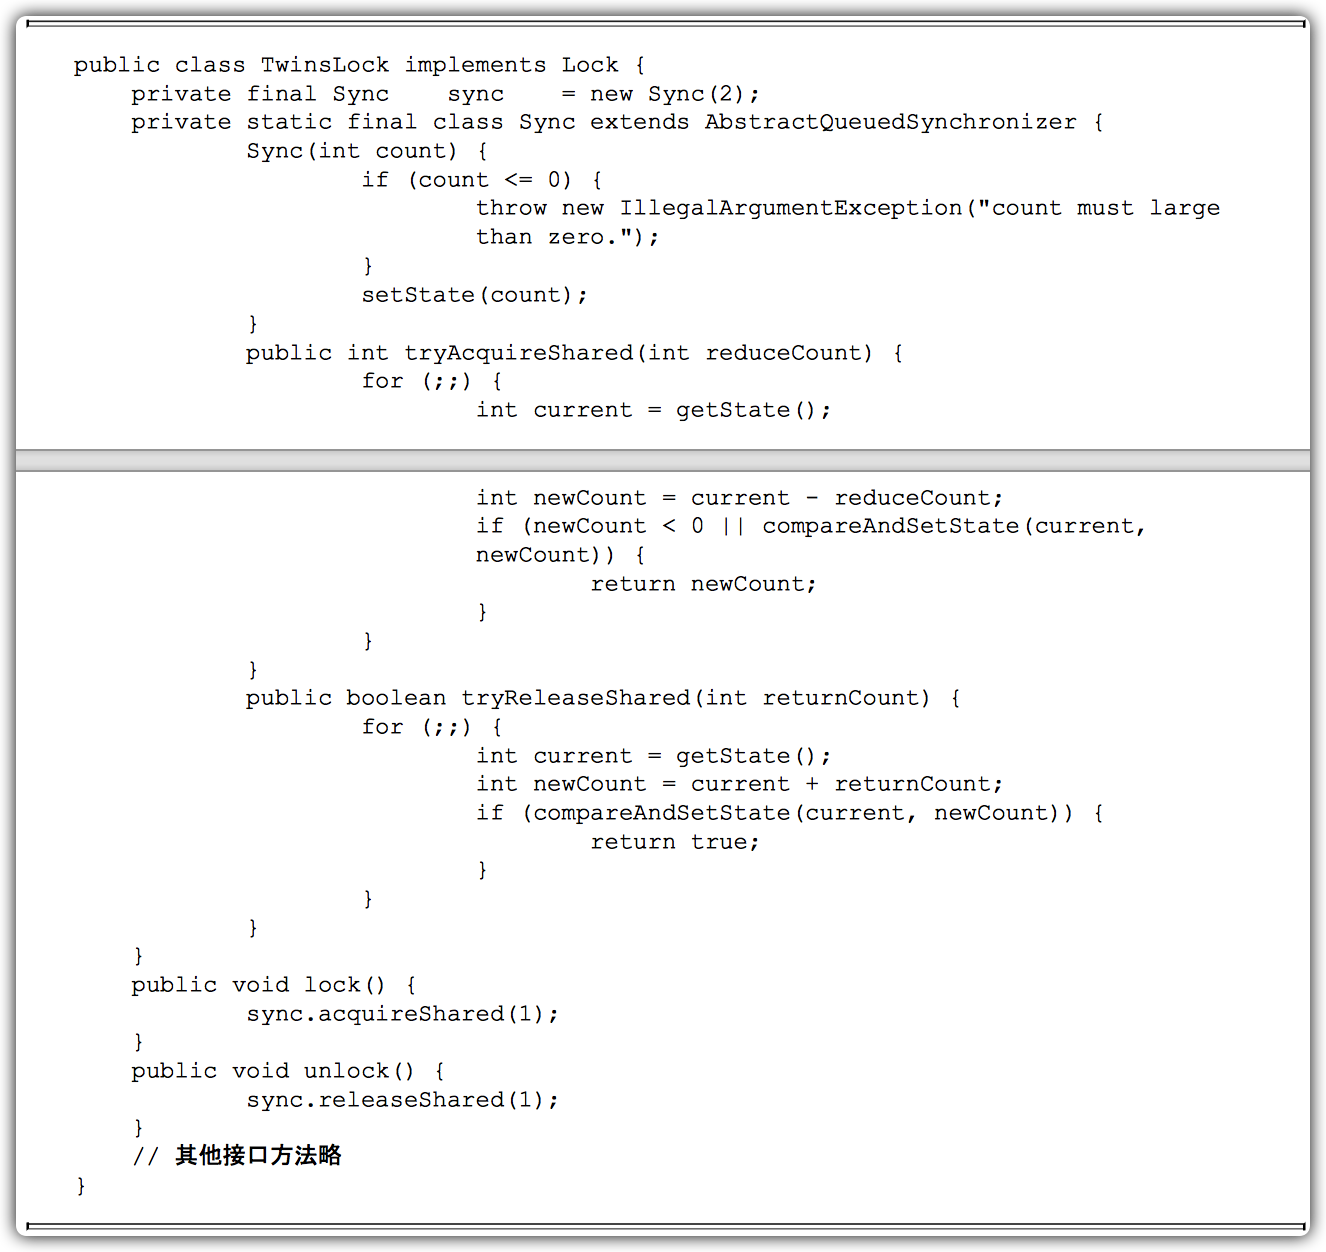 public class TwinsLock implements Lock {
    private final Sync    sync    = new Sync(2);
    private static final class Sync extends AbstractQueuedSynchronizer {
            Sync(int count) {
                    if (count <= 0) {
                            throw new IllegalArgumentException("count must large
                            than zero.");
                    }
                    setState(count);
            }
            public int tryAcquireShared(int reduceCount) {
                    for (;;) {
                            int current = getState();
                            int newCount = current - reduceCount;
                            if (newCount < 0 || compareAndSetState(current,
                            newCount)) {
                                    return newCount;
                            }
                    }
            }
            public boolean tryReleaseShared(int returnCount) {
                    for (;;) {
                            int current = getState();
                            int newCount = current + returnCount;
                            if (compareAndSetState(current, newCount)) {
                                    return true;
                            }
                    }
            }
    }
    public void lock() {
            sync.acquireShared(1);
    }
    public void unlock() {
            sync.releaseShared(1);
    }
    // 其他接口方法略
}